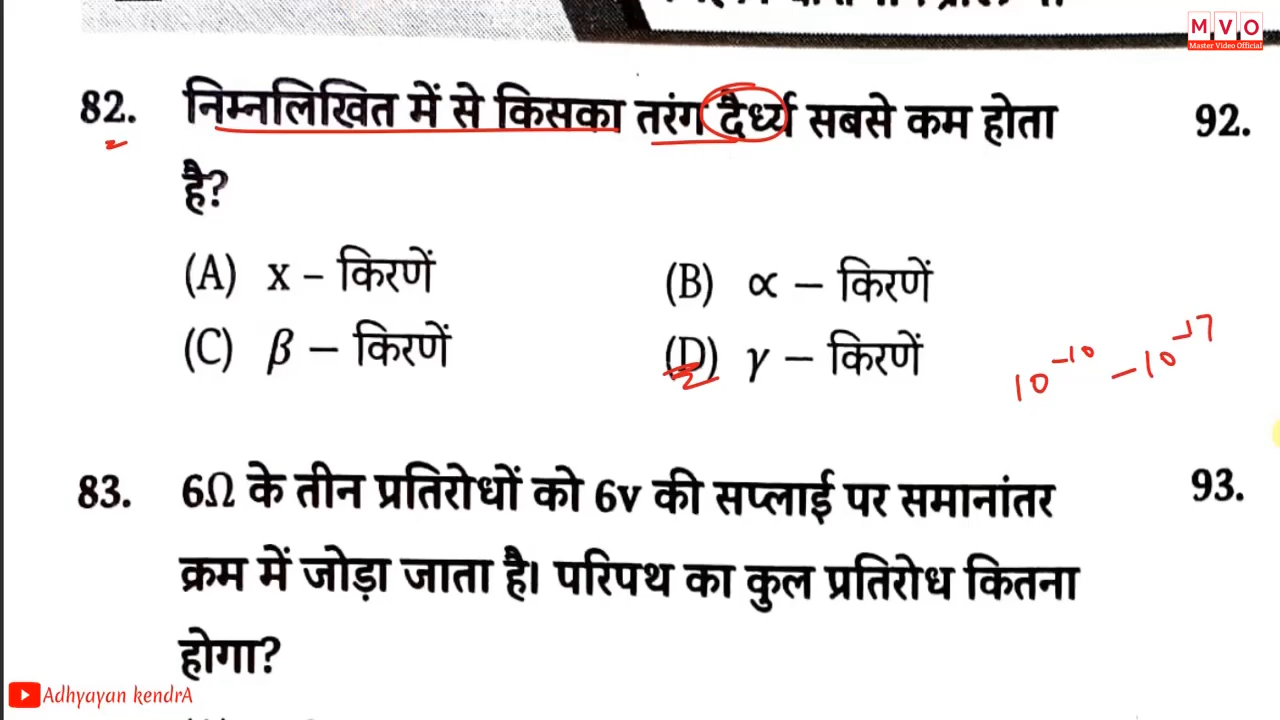 M V O
Master Video Official
82. निम्नलिखित में से किसका तरंग दैर्ध्य सबसे कम होता
है?
(A) x – किरणें (B) ∝ – किरणें
(C) β – किरणें (D) γ – किरणें
10⁻¹⁰ – 10⁻¹⁷
83. 6Ω के तीन प्रतिरोधों को 6v की सप्लाई पर समानांतर
क्रम में जोड़ा जाता है। परिपथ का कुल प्रतिरोध कितना
होगा?
92.
93.
Adhyayan kendrA